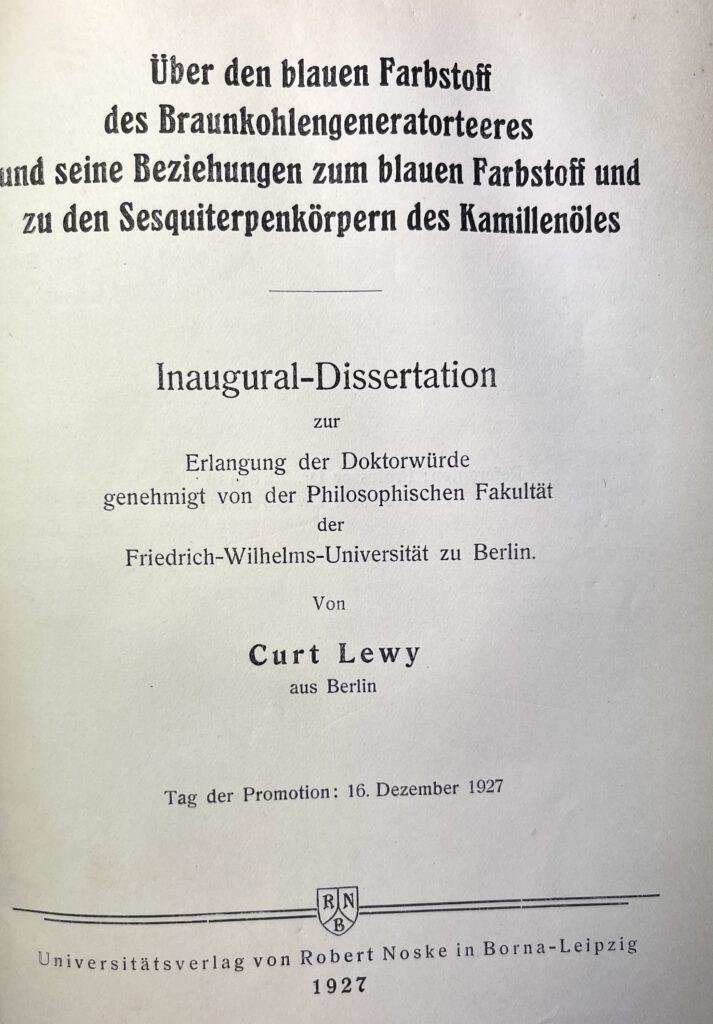 Über den blauen Farbstoff
des Braunkohlengeneratorteeres
und seine Beziehungen zum blauen Farbstoff und
zu den Sesquiterpenkörpern des Kamillenöles
Inaugural-Dissertation
zur
Erlangung der Doktorwürde
genehmigt von der Philosophischen Fakultät
der
Friedrich-Wilhelms-Universität zu Berlin.
Von
Curt Lewy
aus Berlin
Tag der Promotion: 16. Dezember 1927
R N
B
Universitätsverlag von Robert Noske in Borna-Leipzig
1927